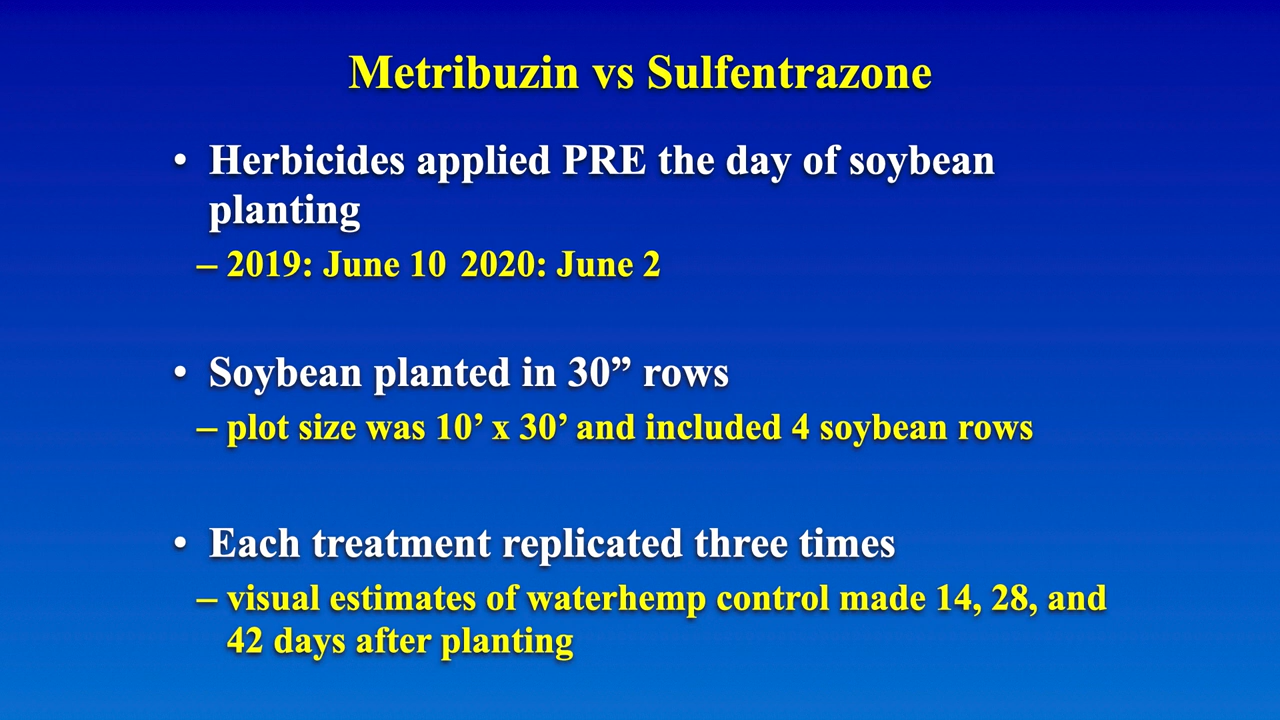 Metribuzin vs Sulfentrazone
• Herbicides applied PRE the day of soybean
planting
– 2019: June 10 2020: June 2
• Soybean planted in 30” rows
– plot size was 10’ x 30’ and included 4 soybean rows
• Each treatment replicated three times
– visual estimates of waterhemp control made 14, 28, and
42 days after planting